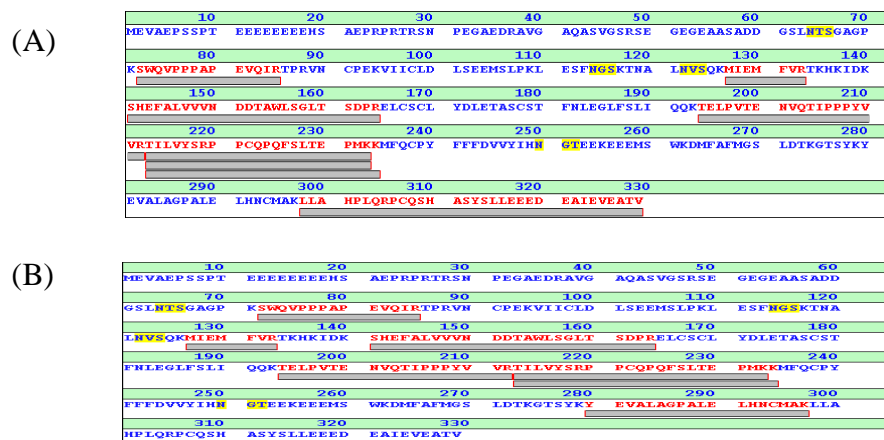 (A)
10 20 30 40 50 60 70
MEVAEPSSPT EEEEEEEEHS AEPRPRTRSN PEGAEDRAVG AQASVGSRSE GEGEAASADD GSLNTSGAGP
80 90 100 110 120 130 140
KSWQVPPPAP EVQIRTPRVN CPEKVIICLD LSEEMSLPKL ESFNGSKTNA LNVSQKMIEM FVRTKHKIDK
150 160 170 180 190 200 210
SHEFALVVVN DDTAWLSGLT SDPRELCSCL YDLETASCST FNLEGLFSLI QQKTELPVTE NVQTIPPPYV
220 230 240 250 260 270 280
VRTILVYSRP PCQPQFSLTE PMKKMFQCPY FFFDVVYIHN GTEEKEEEMS WKDMFAFMGS LDTKGTSYKY
290 300 310 320 330
EVALAGPALE LHNCMAKLLA HPLQRPCQSH ASYSLLEEED EAIEVEATV
(B)
10 20 30 40 50 60
MEVAEPSSPT EEEEEEEEHS AEPRPRTRSN PEGAEDRAVG AQASVGSRSE GEGEAASADD
70 80 90 100 110 120
GSLNTSGAGP KSWQVPPPAP EVQIRTPRVN CPEKVIICLD LSEEMSLPKL ESFNGSKTNA
130 140 150 160 170 180
LNVSQKMIEM FVRTKHKIDK SHEFALVVVN DDTAWLSGLT SDPRELCSCL YDLETASCST
190 200 210 220 230 240
FNLEGLFSLI QQKTELPVTE NVQTIPPPYV VRTILVYSRP PCQPQFSLTE PMKKMFQCPY
250 260 270 280 290 300
FFFDVVYIHN GTEEKEEEMS WKDMFAFMGS LDTKGTSYKY EVALAGPALE LHNCMAKLLA
310 320 330
HPLQRPCQSH ASYSLLEEED EAIEVEATV